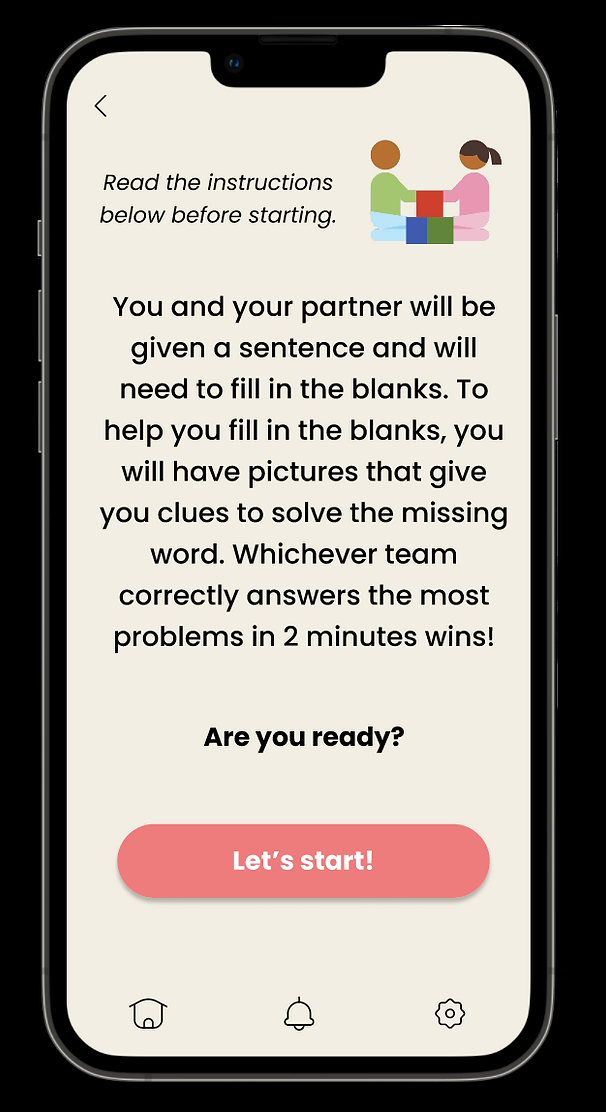 Read the instructions
below before starting.
You and your partner will be
given a sentence and will
need to fill in the blanks. To
help you fill in the blanks, you
will have pictures that give
you clues to solve the missing
word. Whichever team
correctly answers the most
problems in 2 minutes wins!
Are you ready?
Let’s start!